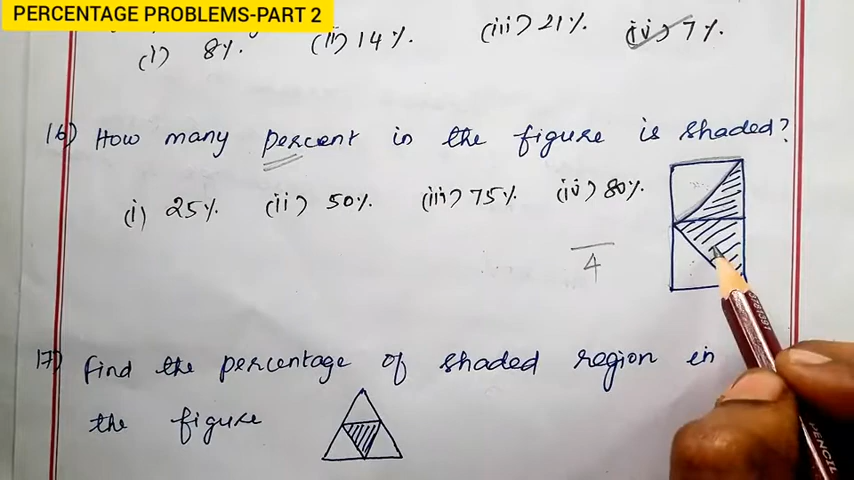 PERCENTAGE PROBLEMS-PART 2
(i) 8%. (ii) 14%. (iii) 21%. (iv) 7%.
16) How many percent in the figure is shaded?
(i) 25%. (ii) 50%. (iii) 75%. (iv) 80%.
4
17) Find the percentage of shaded region in
the figure
PENCIL